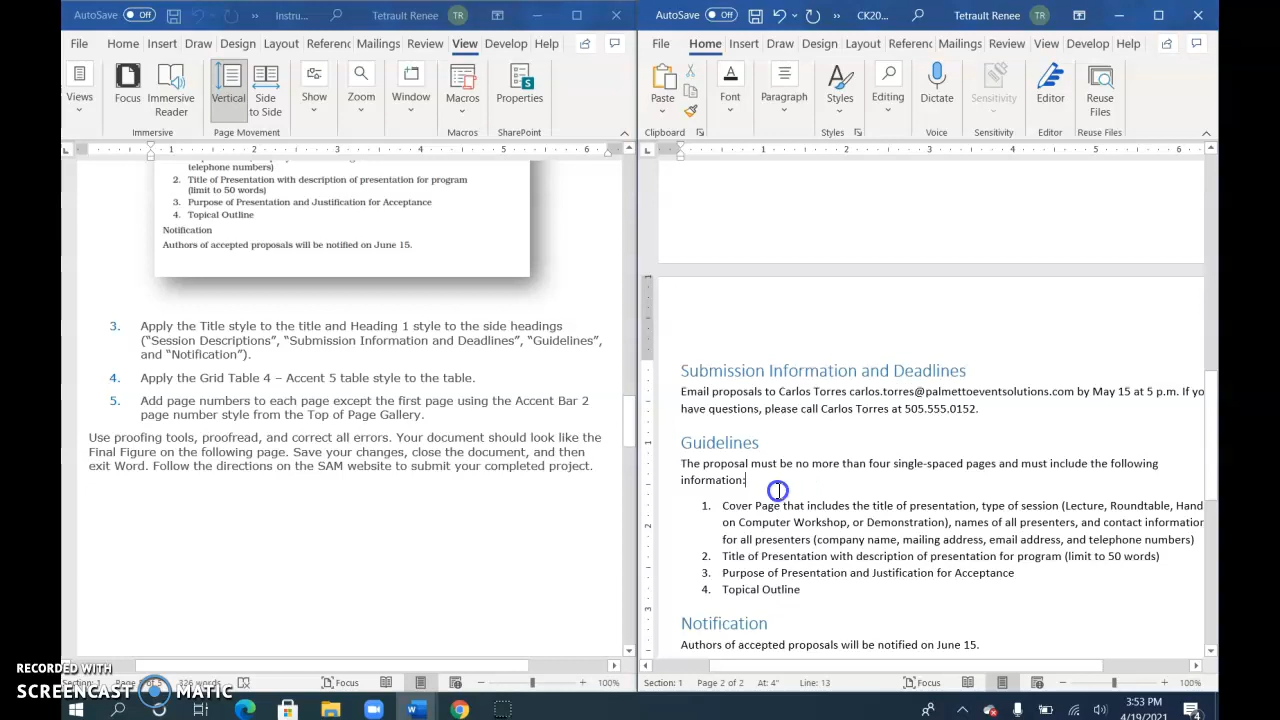 AutoSave Off Instru... Tetrault Renee TR
File Home Insert Draw Design Layout Referenc Mailings Review View Develop Help
Views Focus Immersive Reader Vertical Side to Side Show Zoom Window Macros Properties
Immersive Page Movement Macros SharePoint
1 2 3 4 5 6
telephone numbers)
2. Title of Presentation with description of presentation for program
(limit to 50 words)
3. Purpose of Presentation and Justification for Acceptance
4. Topical Outline
Notification
Authors of accepted proposals will be notified on June 15.
3. Apply the Title style to the title and Heading 1 style to the side headings
("Session Descriptions", "Submission Information and Deadlines", "Guidelines",
and "Notification").
4. Apply the Grid Table 4 – Accent 5 table style to the table.
5. Add page numbers to each page except the first page using the Accent Bar 2
page number style from the Top of Page Gallery.
Use proofing tools, proofread, and correct all errors. Your document should look like the
Final Figure on the following page. Save your changes, close the document, and then
exit Word. Follow the directions on the SAM website to submit your completed project.
326 words Focus 100%
AutoSave Off CK20... Tetrault Renee TR
File Home Insert Draw Design Layout Referenc Mailings Review View Develop Help
Paste Font Paragraph Styles Editing Dictate Sensitivity Editor Reuse Files
Clipboard Styles Voice Sensitivity Editor Reuse Files
1 2 3 4 5 6
Submission Information and Deadlines
Email proposals to Carlos Torres carlos.torres@palmettoeventsolutions.com by May 15 at 5 p.m. If yo
have questions, please call Carlos Torres at 505.555.0152.
Guidelines
The proposal must be no more than four single-spaced pages and must include the following
information:
1. Cover Page that includes the title of presentation, type of session (Lecture, Roundtable, Hand
on Computer Workshop, or Demonstration), names of all presenters, and contact information
for all presenters (company name, mailing address, email address, and telephone numbers)
2. Title of Presentation with description of presentation for program (limit to 50 words)
3. Purpose of Presentation and Justification for Acceptance
4. Topical Outline
Notification
Authors of accepted proposals will be notified on June 15.
Section: 1 Page 2 of 2 At: 4" Line: 13 Focus 100%
RECORDED WITH
SCREENCAST MATIC
3:53 PM
4/19/2021
4